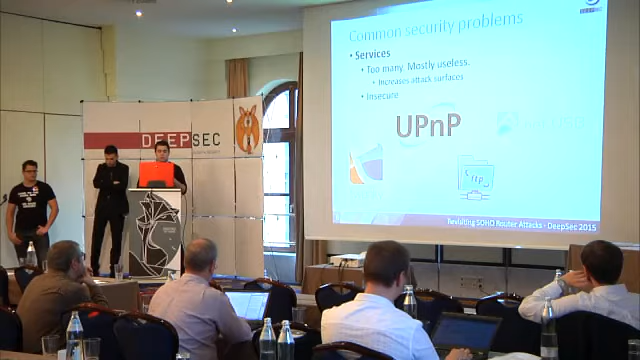 Common security problems
• Services
• Too many. Mostly useless.
• Increases attack surfaces
• Insecure
UPnP
ftp
DEEPSEC
Revisiting SOHO Router Attacks - DeepSec 2015